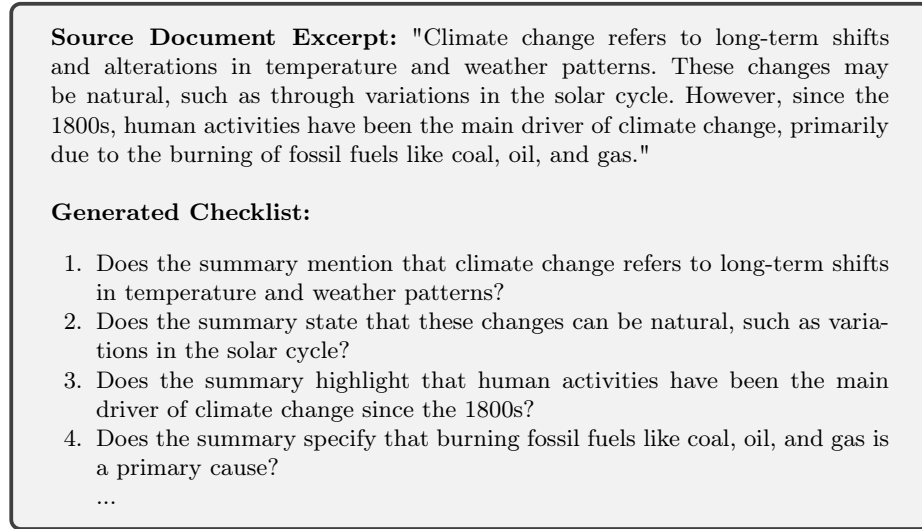 Source Document Excerpt: "Climate change refers to long-term shifts
and alterations in temperature and weather patterns. These changes may
be natural, such as through variations in the solar cycle. However, since the
1800s, human activities have been the main driver of climate change, primarily
due to the burning of fossil fuels like coal, oil, and gas."
Generated Checklist:
1. Does the summary mention that climate change refers to long-term shifts
in temperature and weather patterns?
2. Does the summary state that these changes can be natural, such as varia-
tions in the solar cycle?
3. Does the summary highlight that human activities have been the main
driver of climate change since the 1800s?
4. Does the summary specify that burning fossil fuels like coal, oil, and gas is
a primary cause?
...